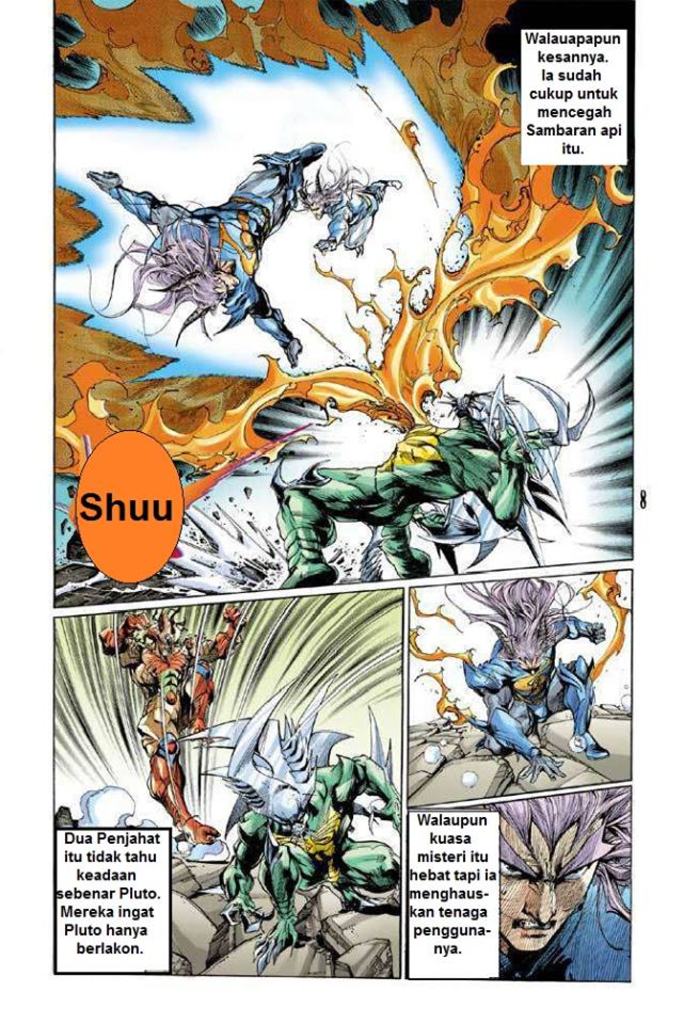 Walauapapun
kesannya.
Ia sudah
cukup untuk
mencegah
Sambaran api
itu.
Shuu
8
Dua Penjahat
itu tidak tahu
keadaan
sebenar Pluto.
Mereka ingat
Pluto hanya
berlakon.
Walaupun
kuasa
misteri itu
hebat tapi ia
menghaus-
kan tenaga
pengguna-
nya.